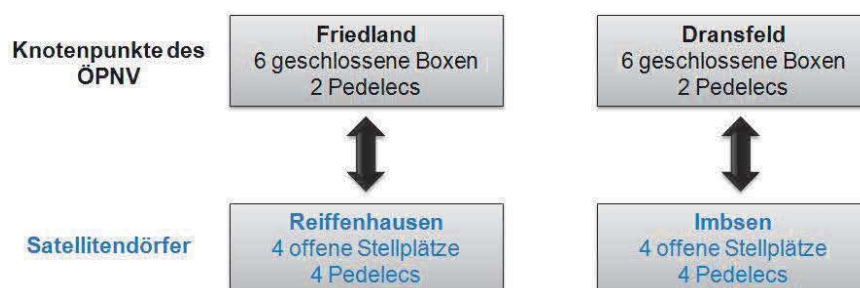 Knotenpunkte des
ÖPNV
Friedland
6 geschlossene Boxen
2 Pedelecs
Dransfeld
6 geschlossene Boxen
2 Pedelecs
Satellitendörfer
Reiffenhausen
4 offene Stellplätze
4 Pedelecs
Imbsen
4 offene Stellplätze
4 Pedelecs